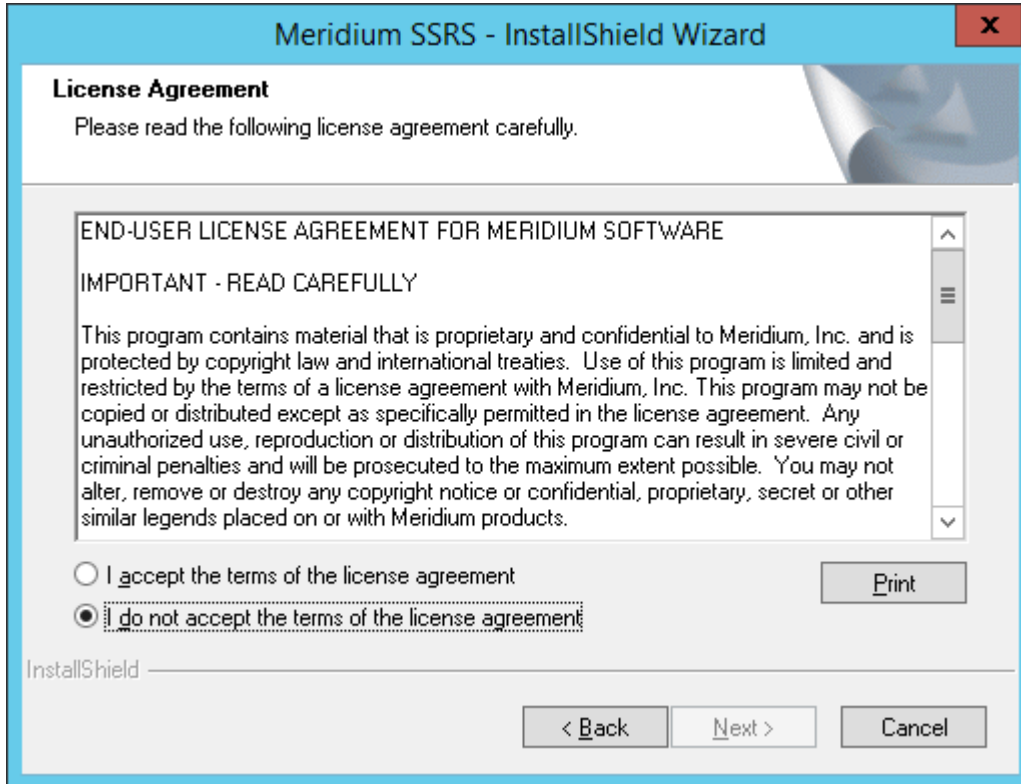 Meridium SSRS - InstallShield Wizard
x
License Agreement
Please read the following license agreement carefully.
END-USER LICENSE AGREEMENT FOR MERIDIUM SOFTWARE
IMPORTANT - READ CAREFULLY
This program contains material that is proprietary and confidential to Meridium, Inc. and is
protected by copyright law and international treaties.  Use of this program is limited and
restricted by the terms of a license agreement with Meridium, Inc. This program may not be
copied or distributed except as specifically permitted in the license agreement.  Any
unauthorized use, reproduction or distribution of this program can result in severe civil or
criminal penalties and will be prosecuted to the maximum extent possible.  You may not
alter, remove or destroy any copyright notice or confidential, proprietary, secret or other
similar legends placed on or with Meridium products.
I accept the terms of the license agreement
Print
I do not accept the terms of the license agreement
InstallShield
< Back
Next >
Cancel